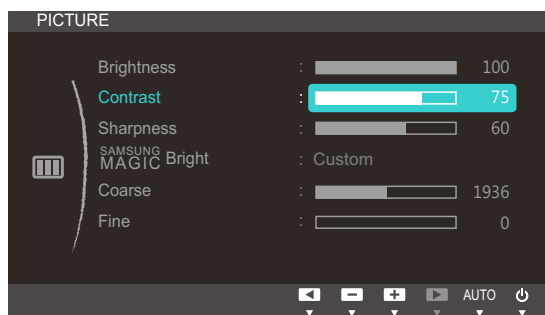 PICTURE
Brightness : 100
Contrast : 75
Sharpness : 60
SAMSUNG
MAGIC Bright : Custom
Coarse : 1936
Fine : 0
AUTO